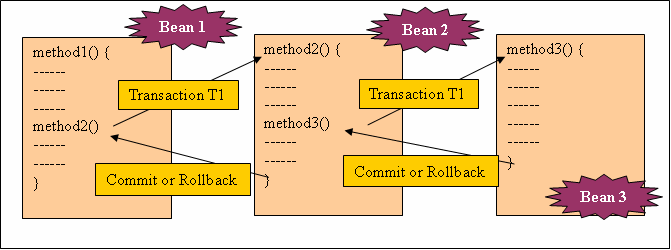 Bean 1
method1() {
------
------
------
method2()
------
------
}
Transaction T1
Commit or Rollback
Bean 2
method2() {
------
------
------
method3()
------
------
}
Transaction T1
Commit or Rollback
method3() {
------
------
------
------
------
------
}
Bean 3